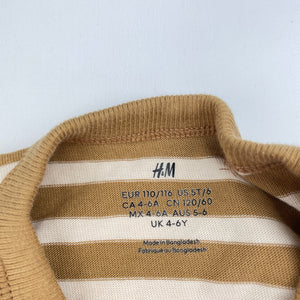 H&M
EUR 110/116 US 5T/6
CA 4-6A CN 120/60
MX 4-6A AUS 5-6
UK 4-6Y
Made in Bangladesh
Fabriqué au Bangladesh